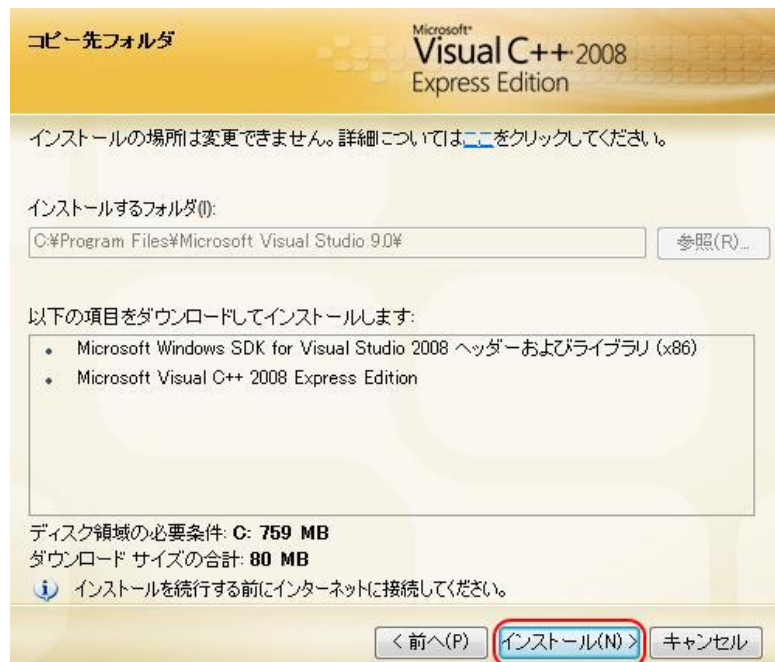 コピー先フォルダ
Microsoft
Visual C++ 2008
Express Edition
インストールの場所は変更できません。詳細についてはここをクリックしてください。
インストールするフォルダ(I):
C:¥Program Files¥Microsoft Visual Studio 9.0¥
参照(R)...
以下の項目をダウンロードしてインストールします:
• Microsoft Windows SDK for Visual Studio 2008 ヘッダーおよびライブラリ (x86)
• Microsoft Visual C++ 2008 Express Edition
ディスク領域の必要条件: C: 759 MB
ダウンロード サイズの合計: 80 MB
インストールを続行する前にインターネットに接続してください。
< 前へ(P) インストール(N) > キャンセル